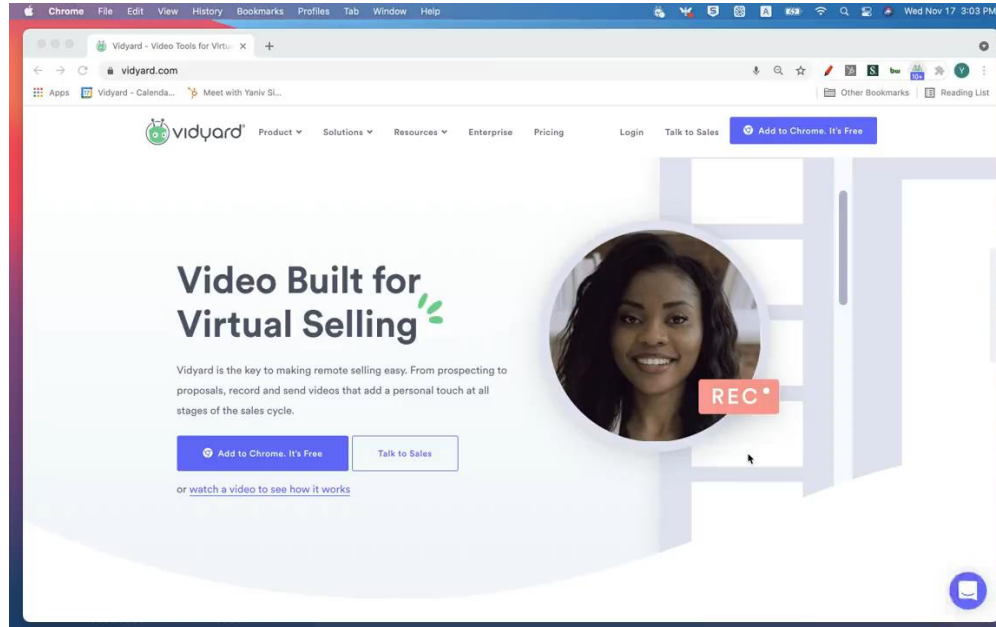 Chrome File Edit View History Bookmarks Profiles Tab Window Help
Wed Nov 17 3:03 PM
Vidyard - Video Tools for Virtu
vidyard.com
Apps Vidyard - Calenda... Meet with Yaniv Si... Other Bookmarks Reading List
vidyard Product Solutions Resources Enterprise Pricing Login Talk to Sales Add to Chrome. It's Free
Video Built for
Virtual Selling
Vidyard is the key to making remote selling easy. From prospecting to
proposals, record and send videos that add a personal touch at all
stages of the sales cycle.
REC
Add to Chrome. It's Free Talk to Sales
or watch a video to see how it works